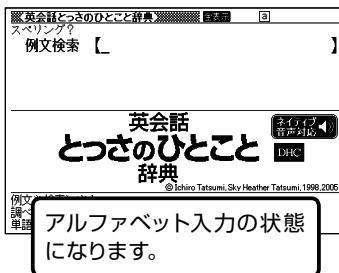 英会話とっさのひとこと辞典 全表示 a
スペリング?
例文検索 【_ 】
英会話
とっさのひとこと
辞典
ネイティブ
音声対応
DHC
© Ichiro Tatsumi, Sky Heather Tatsumi, 1998, 2005
例文
調べ
単語
アルファベット入力の状態
になります。